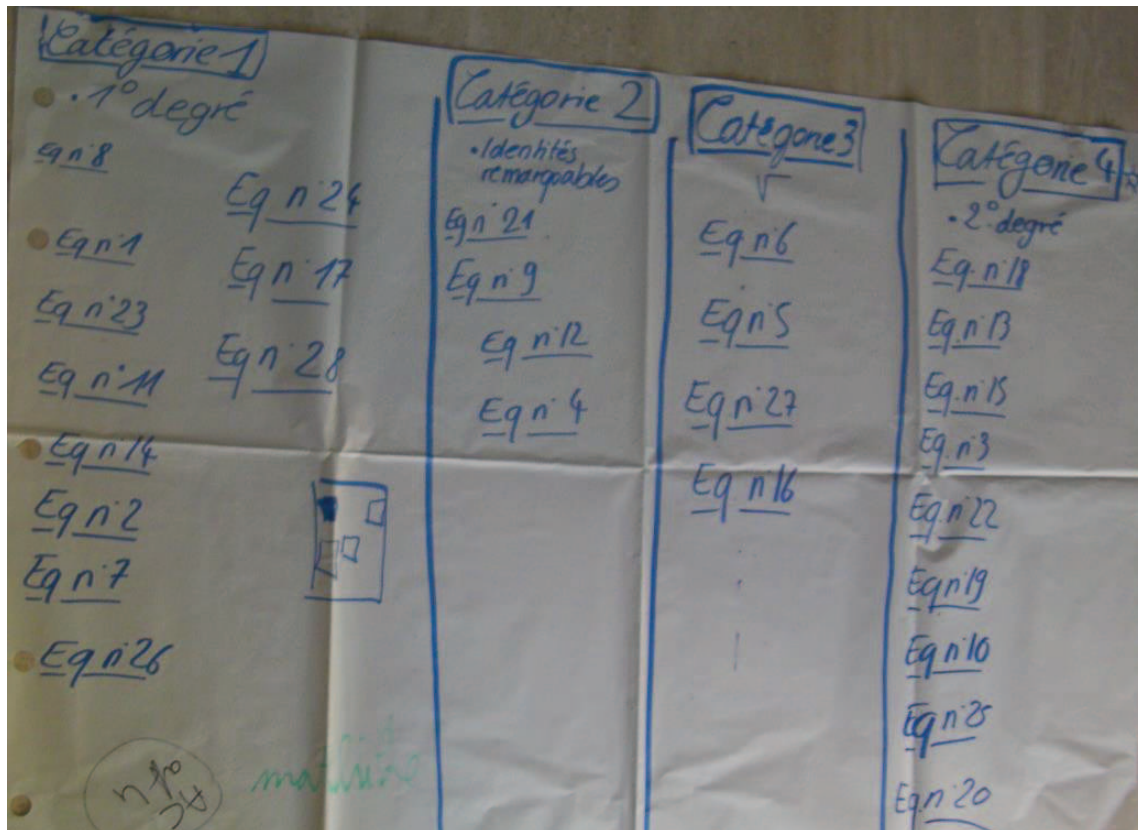 Catégorie 1
• 1° degré
Eq n°8
Eq n°24
Eq n°1
Eq n°17
Eq n°23
Eq n°28
Eq n°11
Eq n°14
Eq n°2
Eq n°7
Eq n°26
Catégorie 2
• Identités
remarquables
Eq n°21
Eq n°9
Eq n°12
Eq n°4
Catégorie 3
√
Eq n°6
Eq n°5
Eq n°27
Eq n°16
Catégorie 4
• 2° degré
Eq. n°18
Eq. n°13
Eq. n°15
Eq. n°3
Eq. n°22
Eq n°19
Eq n°10
Eq n°25
Eq. n°20